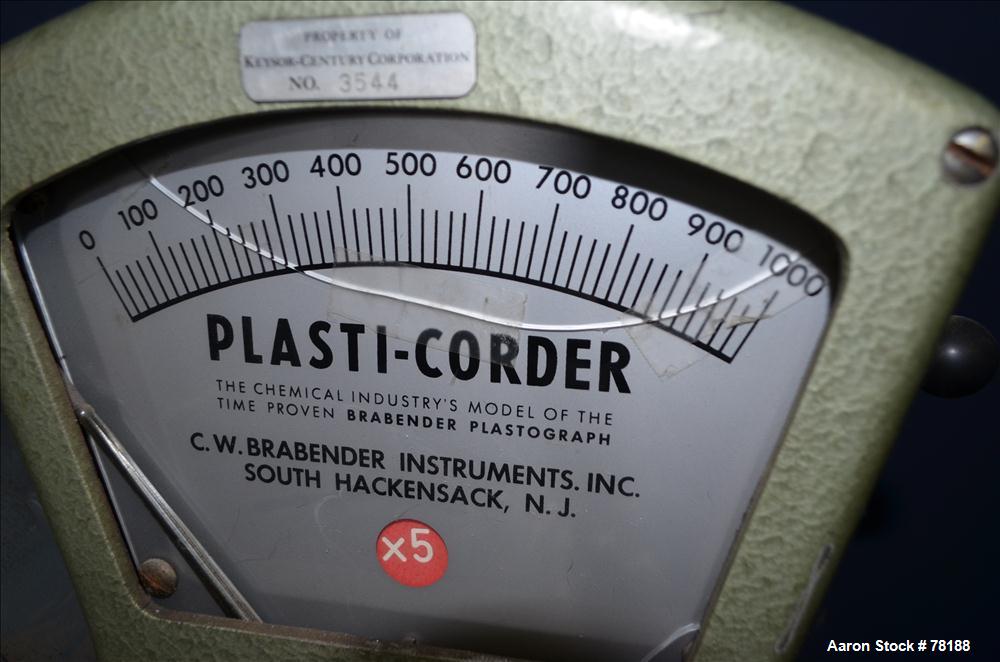 PROPERTY OF
KEYSOR-CENTURY CORPORATION
NO. 3544
0 100 200 300 400 500 600 700 800 900 1000
PLASTI-CORDER
THE CHEMICAL INDUSTRY'S MODEL OF THE
TIME PROVEN BRABENDER PLASTOGRAPH
C.W. BRABENDER INSTRUMENTS. INC.
SOUTH HACKENSACK, N. J.
x5
Aaron Stock # 78188